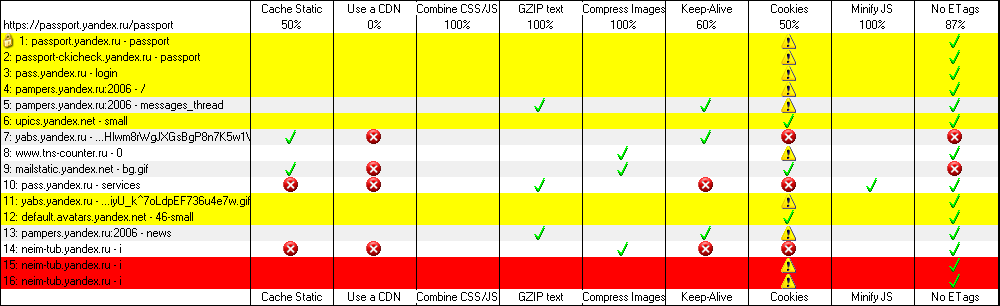 Cache Static Use a CDN Combine CSS/JS GZIP text Compress Images Keep-Alive Cookies Minify JS No ETags
https://passport.yandex.ru/passport 50% 0% 100% 100% 100% 60% 50% 100% 87%
1: passport.yandex.ru - passport
2: passport-ckicheck.yandex.ru - passport
3: pass.yandex.ru - login
4: pampers.yandex.ru:2006 - /
5: pampers.yandex.ru:2006 - messages_thread
6: upics.yandex.net - small
7: yabs.yandex.ru - ...HIwm8rWgJXGsBgP8n7K5w1V
8: www.tns-counter.ru - 0
9: mailstatic.yandex.net - bg.gif
10: pass.yandex.ru - services
11: yabs.yandex.ru - ...iyU_k^7oLdpEF736u4e7w.gif
12: default.avatars.yandex.net - 46-small
13: pampers.yandex.ru:2006 - news
14: neim-tub.yandex.ru - i
15: neim-tub.yandex.ru - i
16: neim-tub.yandex.ru - i
Cache Static Use a CDN Combine CSS/JS GZIP text Compress Images Keep-Alive Cookies Minify JS No ETags